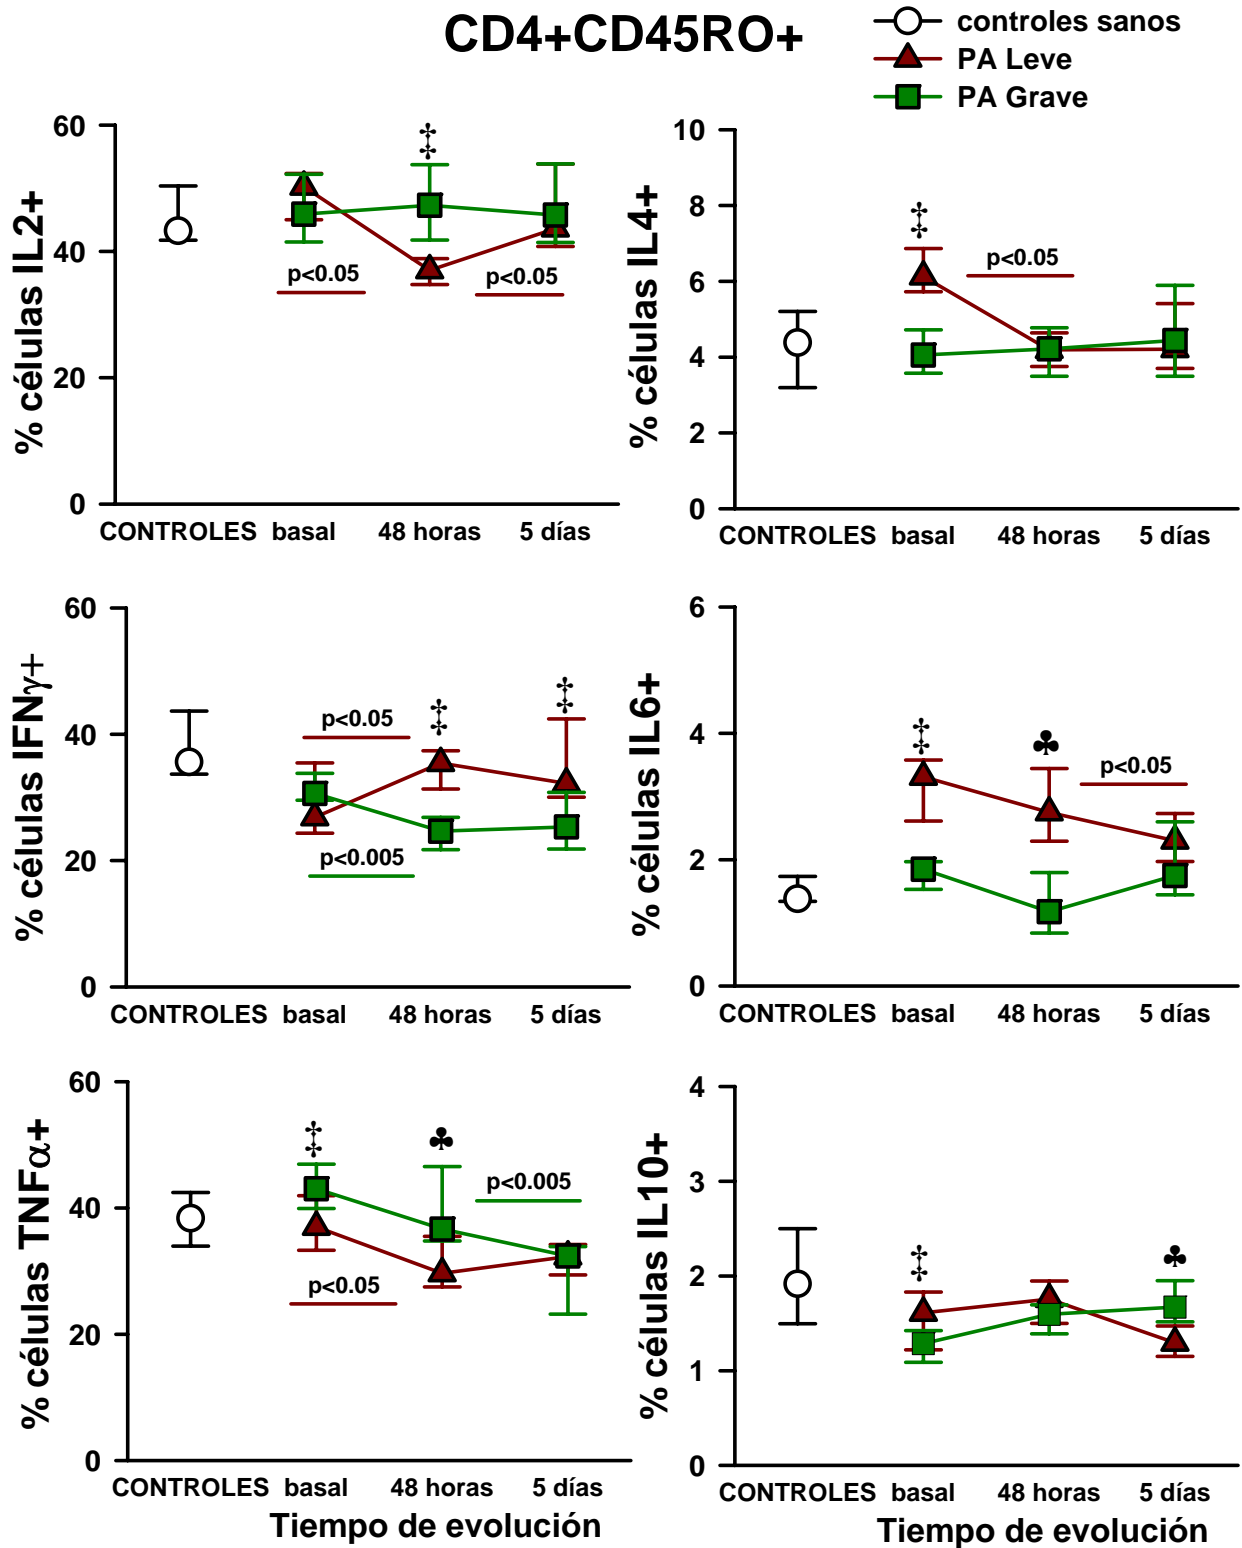 CD4+CD45RO+
controles sanos
PA Leve
PA Grave
% células IL2+
60
40
20
0
‡
p<0.05
p<0.05
CONTROLES basal 48 horas 5 días
% células IL4+
10
8
6
4
2
0
‡
p<0.05
CONTROLES basal 48 horas 5 días
% células IFNγ+
60
40
20
0
p<0.05
‡
‡
p<0.005
CONTROLES basal 48 horas 5 días
% células IL6+
6
4
2
0
‡
♣
p<0.05
CONTROLES basal 48 horas 5 días
% células TNFα+
60
40
20
0
‡
♣
p<0.005
p<0.05
CONTROLES basal 48 horas 5 días
Tiempo de evolución
% células IL10+
4
3
2
1
0
‡
♣
CONTROLES basal 48 horas 5 días
Tiempo de evolución